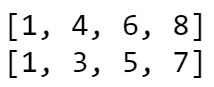 [1, 4, 6, 8]
[1, 3, 5, 7]